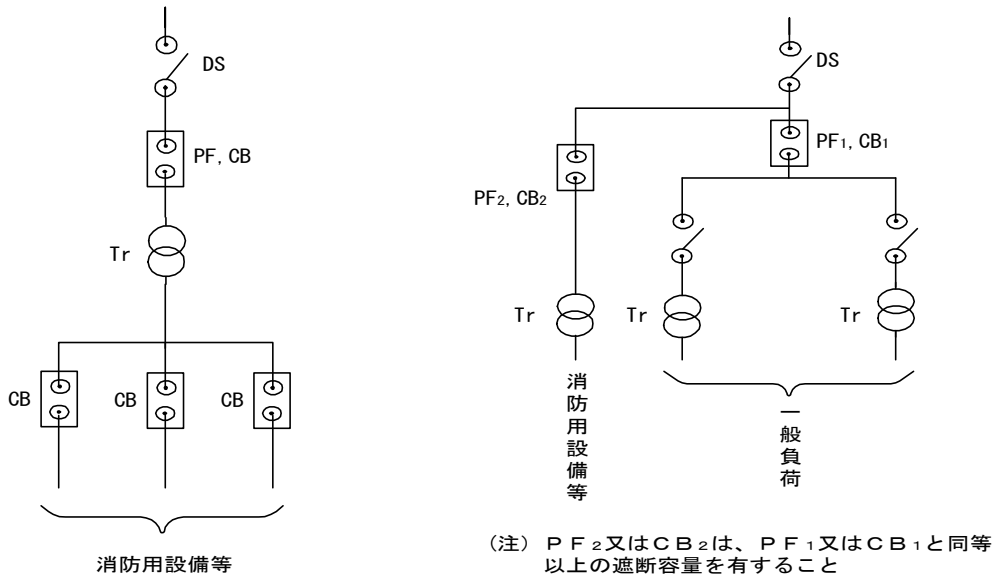 DS
PF, CB
Tr
CB
CB
CB
消防用設備等
DS
PF₁, CB₁
PF₂, CB₂
Tr
Tr
Tr
消防用設備等
一般負荷
(注) ＰＦ₂又はＣＢ₂は、ＰＦ₁又はＣＢ₁と同等
以上の遮断容量を有すること